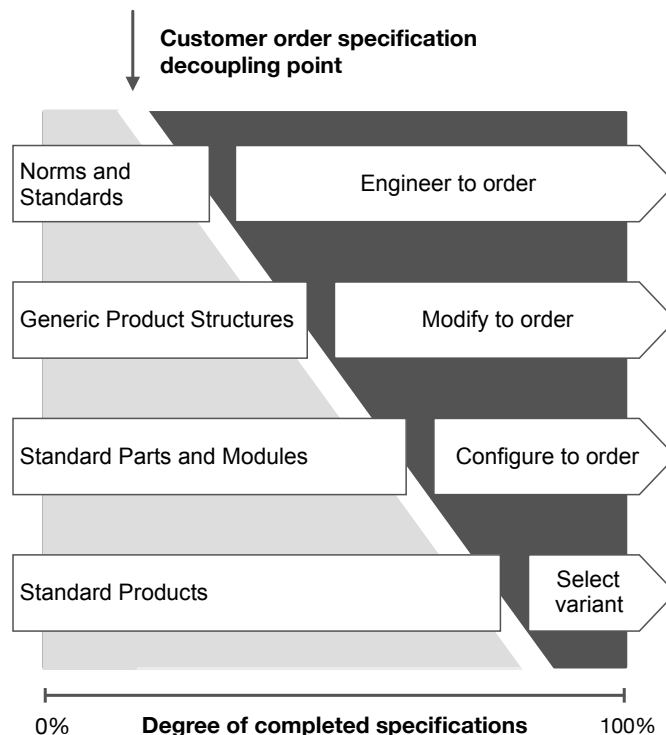 Customer order specification
decoupling point
Norms and
Standards
Engineer to order
Generic Product Structures
Modify to order
Standard Parts and Modules
Configure to order
Standard Products
Select
variant
0%
Degree of completed specifications
100%